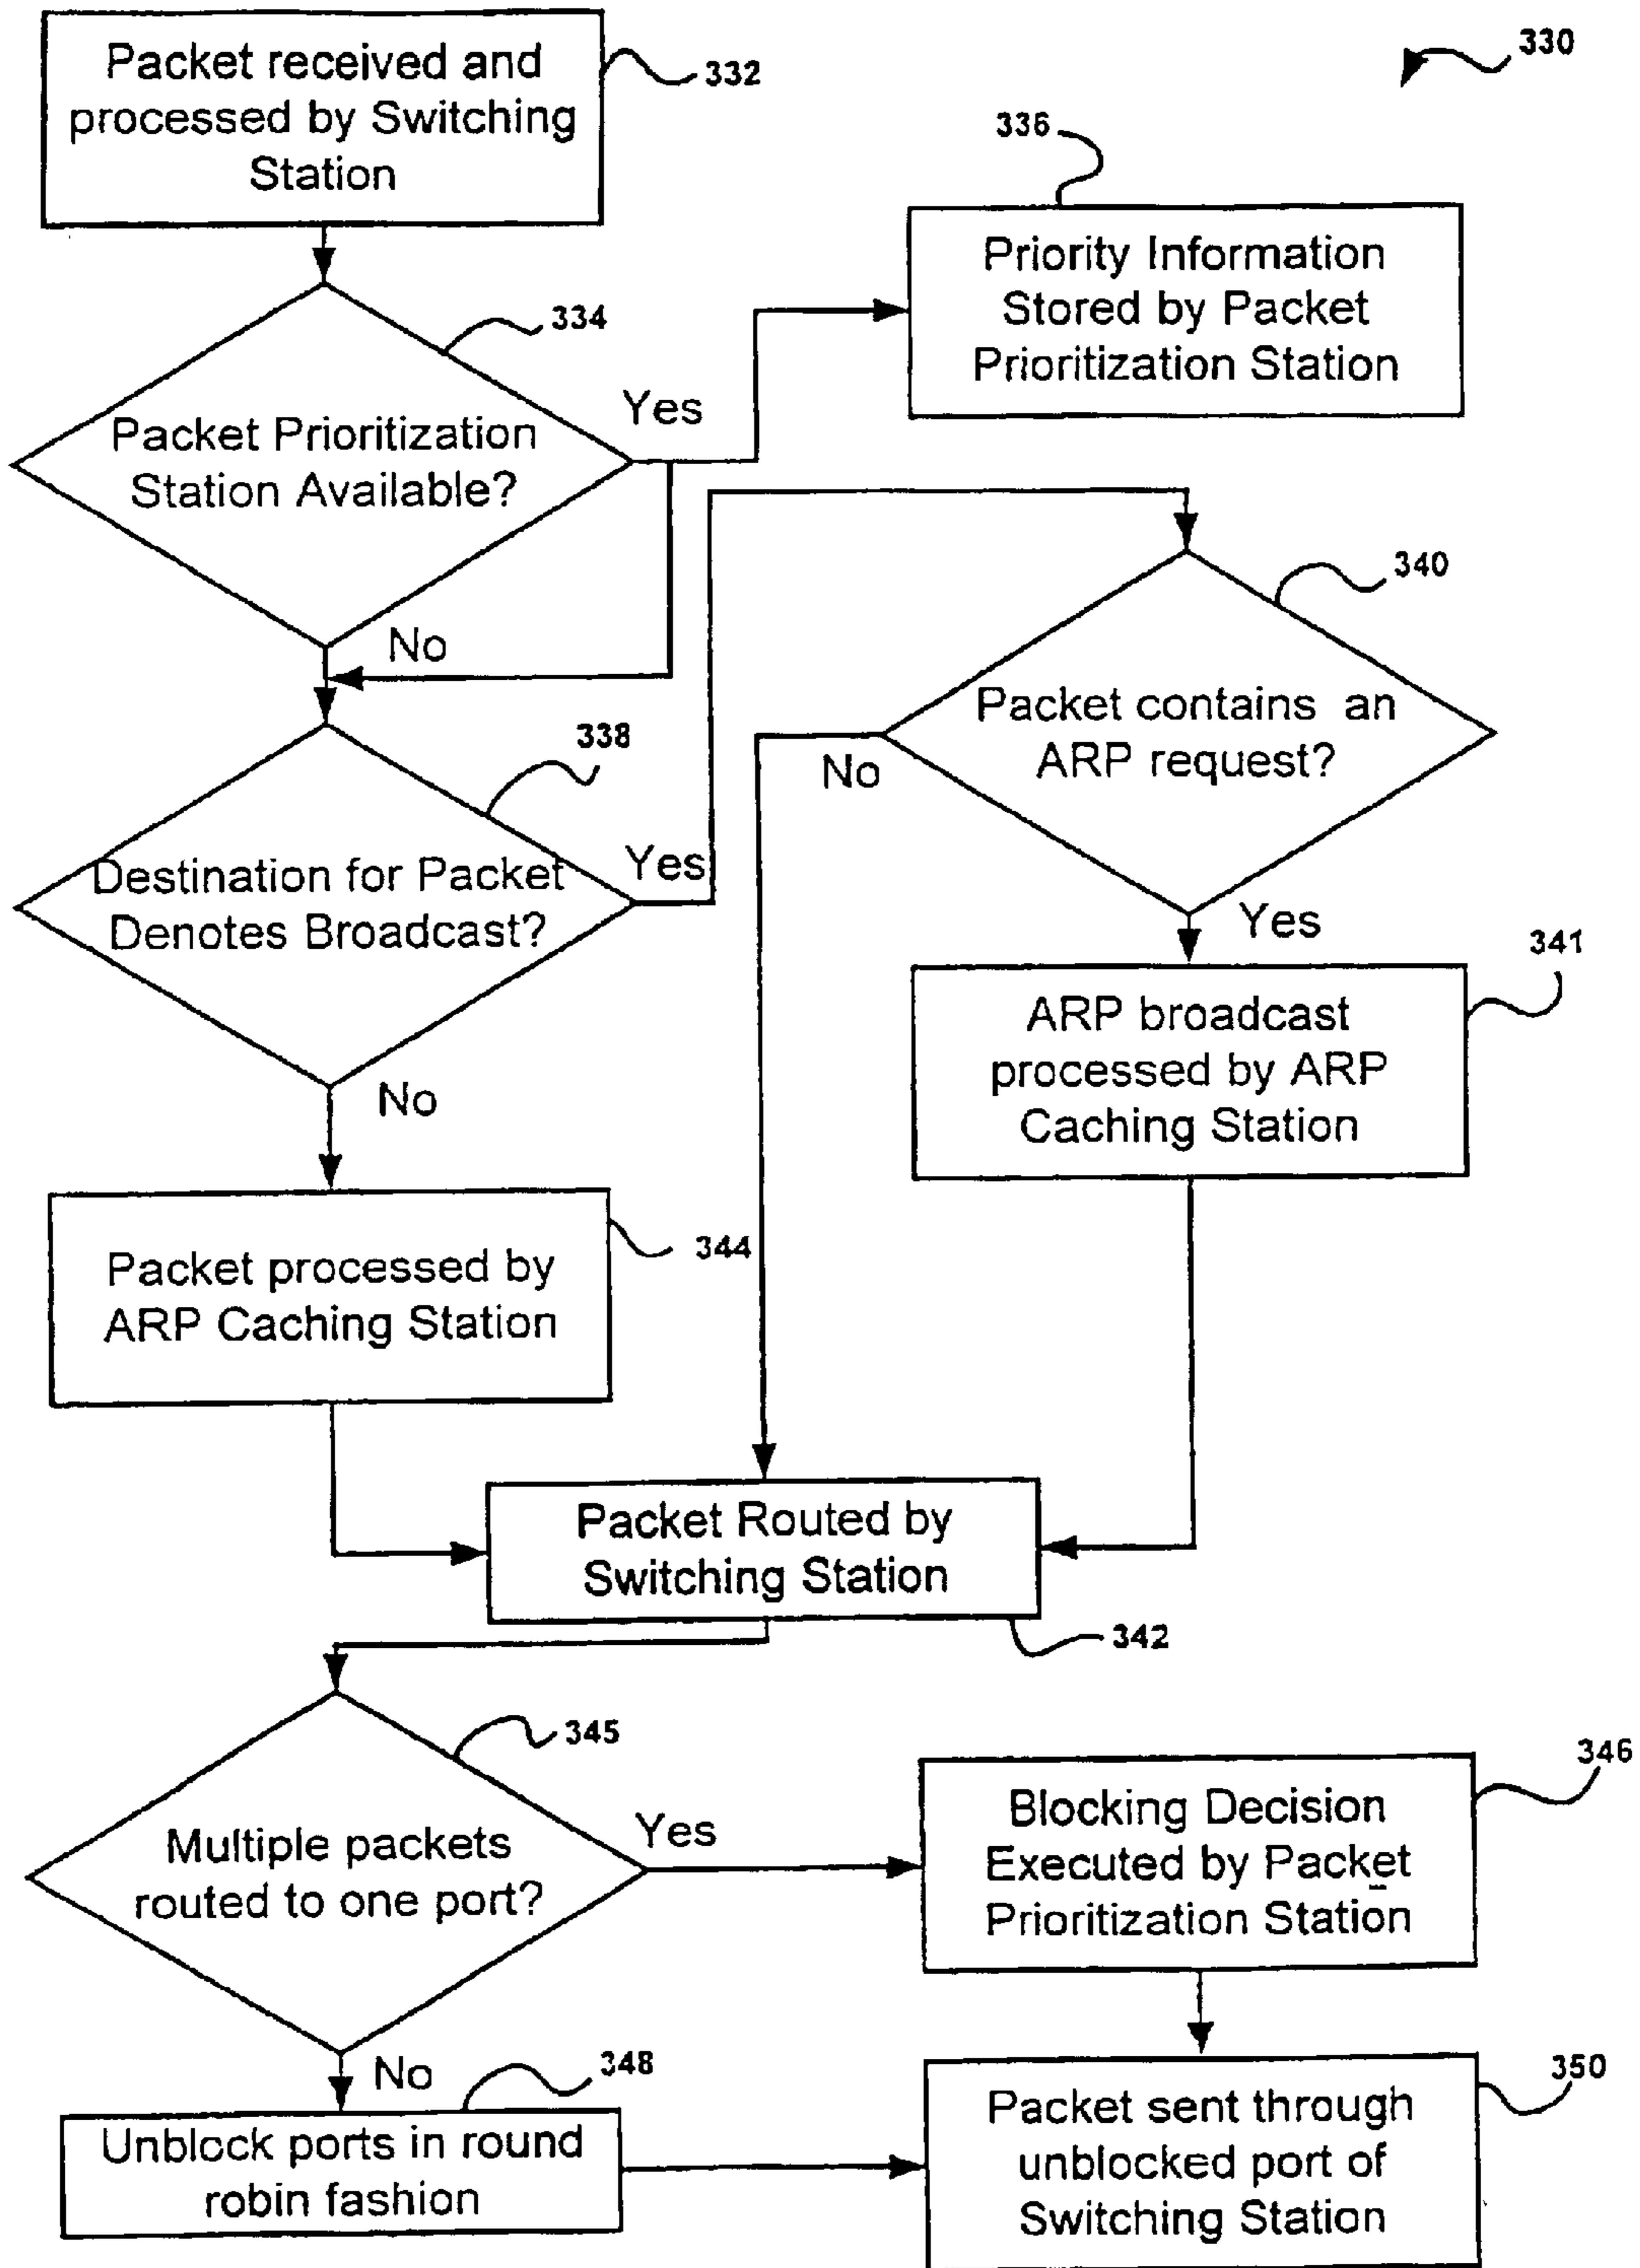 Packet received and
processed by Switching
Station
332
330
336
Priority Information
Stored by Packet
Prioritization Station
334
Packet Prioritization
Station Available?
Yes
No
340
Packet contains an
ARP request?
No
Yes
338
Destination for Packet
Denotes Broadcast?
Yes
No
341
ARP broadcast
processed by ARP
Caching Station
344
Packet processed by
ARP Caching Station
Packet Routed by
Switching Station
342
345
Multiple packets
routed to one port?
Yes
No
346
Blocking Decision
Executed by Packet
Prioritization Station
348
Unblock ports in round
robin fashion
350
Packet sent through
unblocked port of
Switching Station